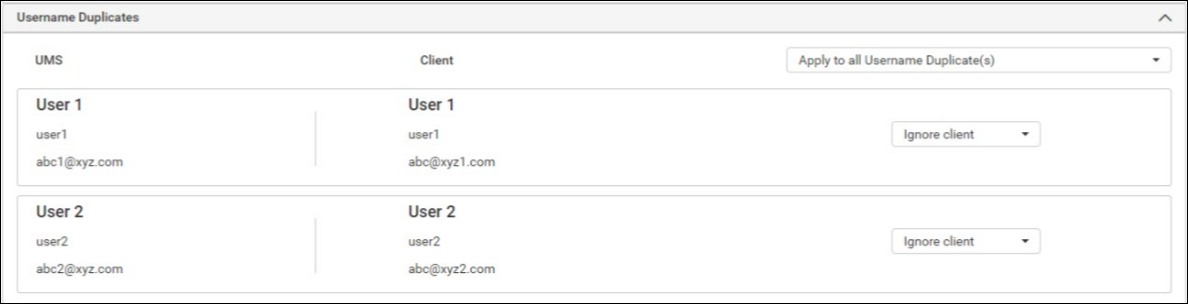 Username Duplicates
UMS Client Apply to all Username Duplicate(s)
User 1 User 1
user1 user1 Ignore client
abc1@xyz.com abc@xyz1.com
User 2 User 2
user2 user2 Ignore client
abc2@xyz.com abc@xyz2.com